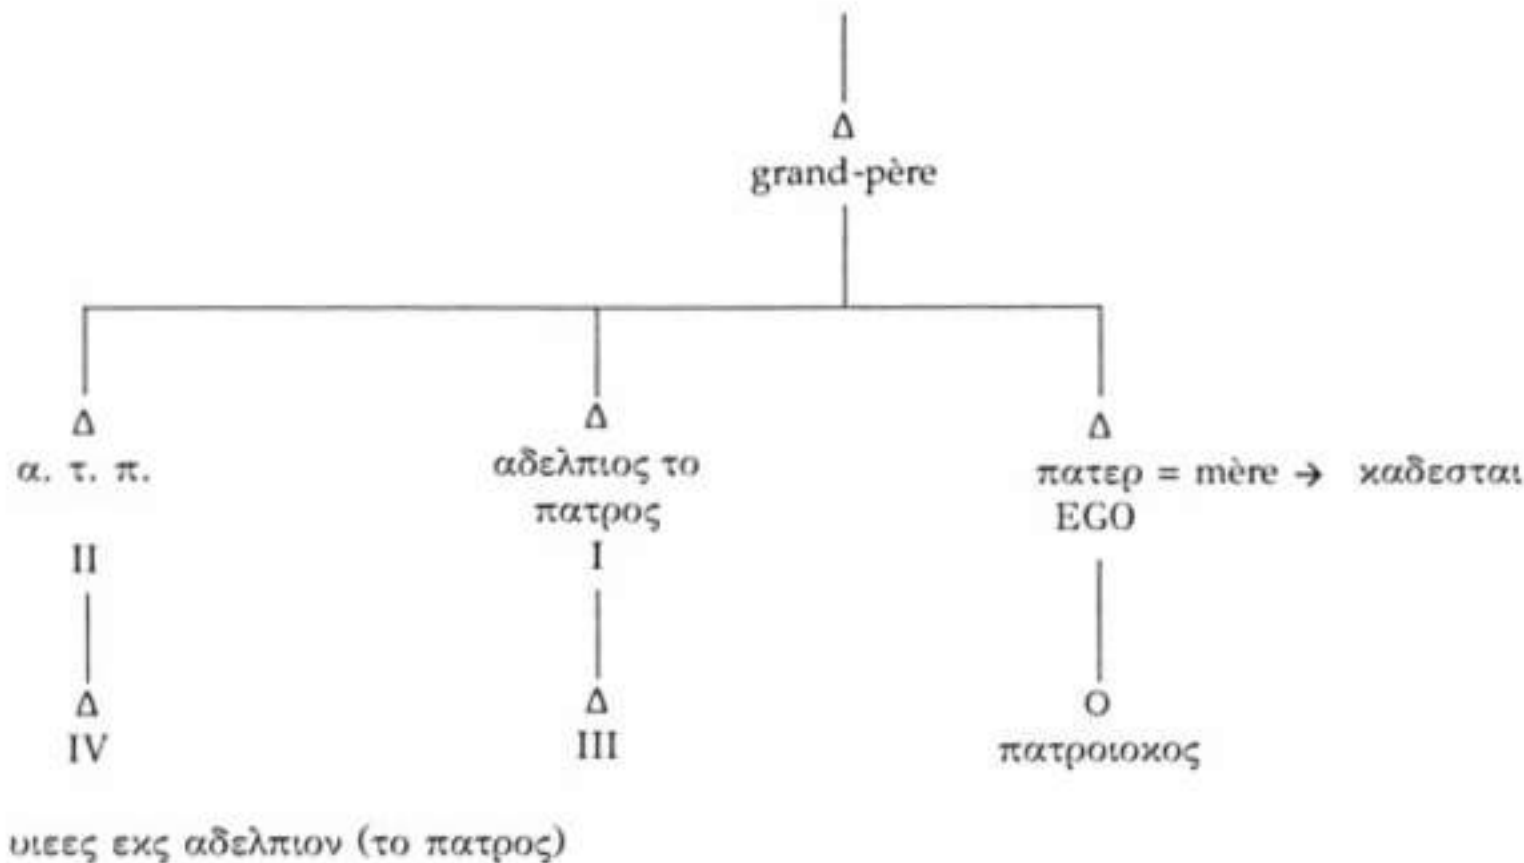 Δ
grand-père
Δ Δ Δ
α. τ. π. αδελπιος το πατερ = mère → καδεσται
πατρος EGO
II I
Δ Δ Ο
IV III πατροιοκος
υιεες εκς αδελπιον (το πατρος)